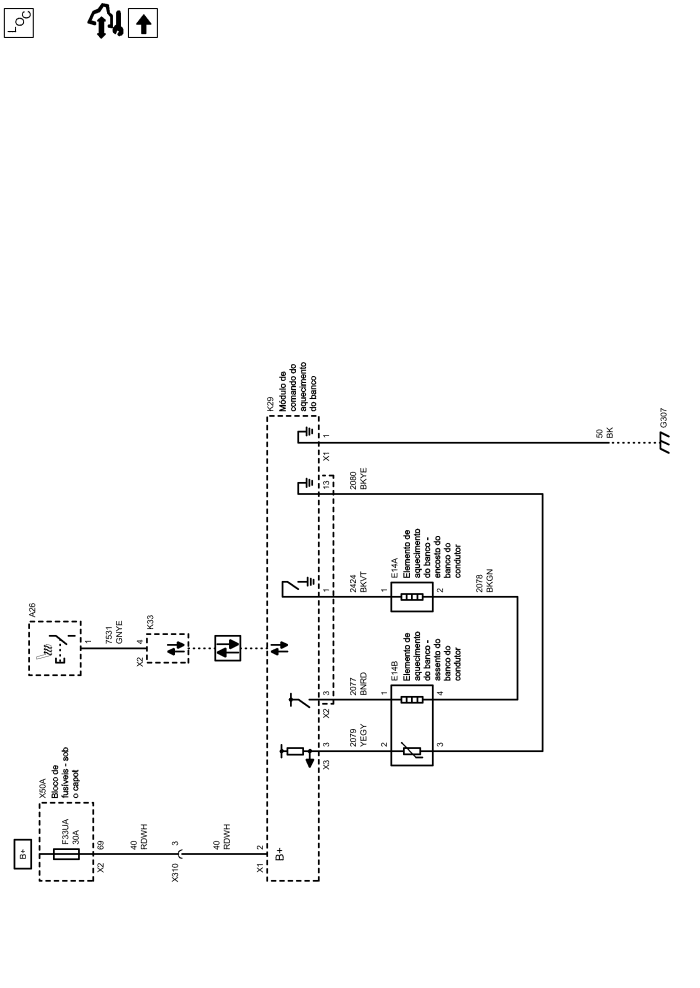 LOC
B+
X50A
Bloco de
fusíveis - sob
o capot
F33UA
30A
X2
69
40
RDWH
X310
3
40
RDWH
X1
2
B+
A26
1
7531
GNYE
X2
4
K33
K29
Módulo de
comando do
aquecimento
do banco
X3
3
X2
3
1
13
X1
1
2079
YEGY
2077
BNRD
2424
BKVT
2080
BKYE
50
BK
G307
E14B
Elemento de
aquecimento
do banco -
assento do
banco do
condutor
2
1
3
4
E14A
Elemento de
aquecimento
do banco -
encosto do
banco do
condutor
1
2
2078
BKGN